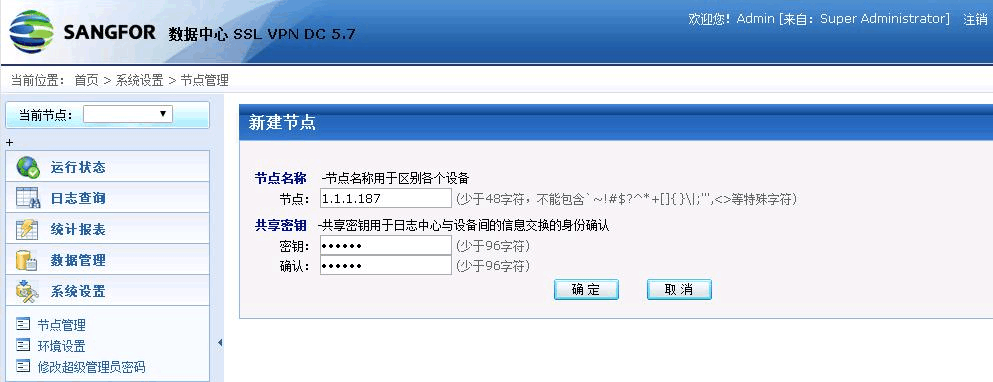 SANGFOR 数据中心 SSL VPN DC 5.7
欢迎您! Admin [来自: Super Administrator] 注销
当前位置: 首页 > 系统设置 > 节点管理
当前节点:
+
运行状态
日志查询
统计报表
数据管理
系统设置
节点管理
环境设置
修改超级管理员密码
新建节点
节点名称 -节点名称用于区别各个设备
节点: 1.1.1.187 (少于48字符，不能包含`~!#$?^*+[]{}\|;'",<>等特殊字符)
共享密钥 -共享密钥用于日志中心与设备间的信息交换的身份确认
密钥: •••••• (少于96字符)
确认: •••••• (少于96字符)
确 定 取 消